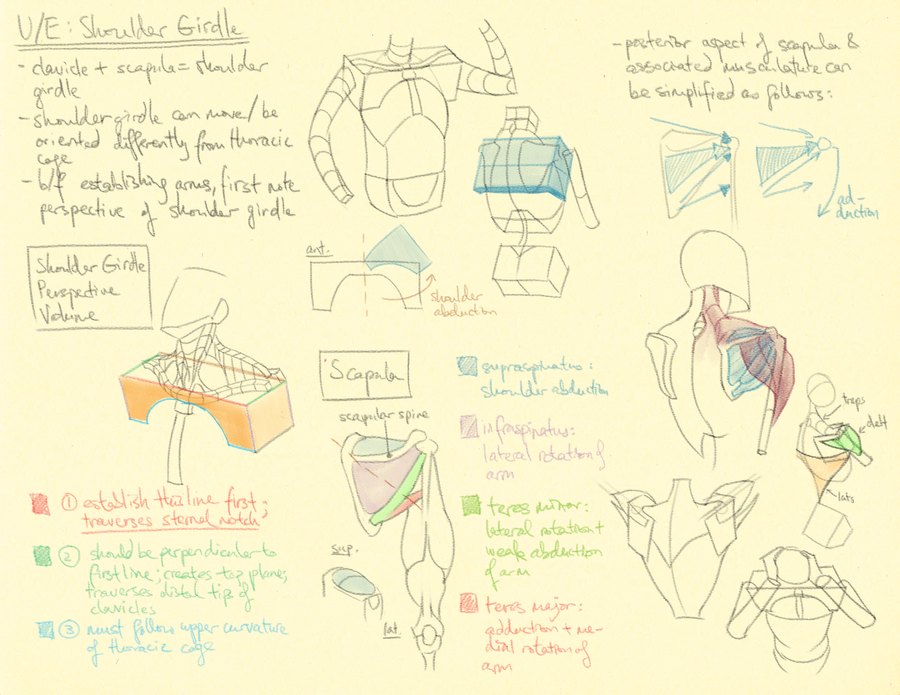 U/E: Shoulder Girdle
- clavicle + scapula = shoulder
girdle
- shoulder girdle can move/be
oriented differently from thoracic
cage
- b/f establishing arms, first note
perspective of shoulder girdle
- posterior aspect of scapula &
associated musculature can
be simplified as follows:
ad-
duction
Shoulder Girdle
Perspective
Volume
ant.
shoulder
abduction
Scapula
scapular spine
sup.
lat.
supraspinatus:
shoulder abduction
infraspinatus:
lateral rotation of
arm
teres minor:
lateral rotation +
weak abduction
of arm
teres major:
adduction + me-
dial rotation of
arm
traps
delt
lats
① establish this line first;
traverses sternal notch
② should be perpendicular to
first line; creates top plane;
traverses distal tips of
clavicles
③ must follow upper curvature
of thoracic cage